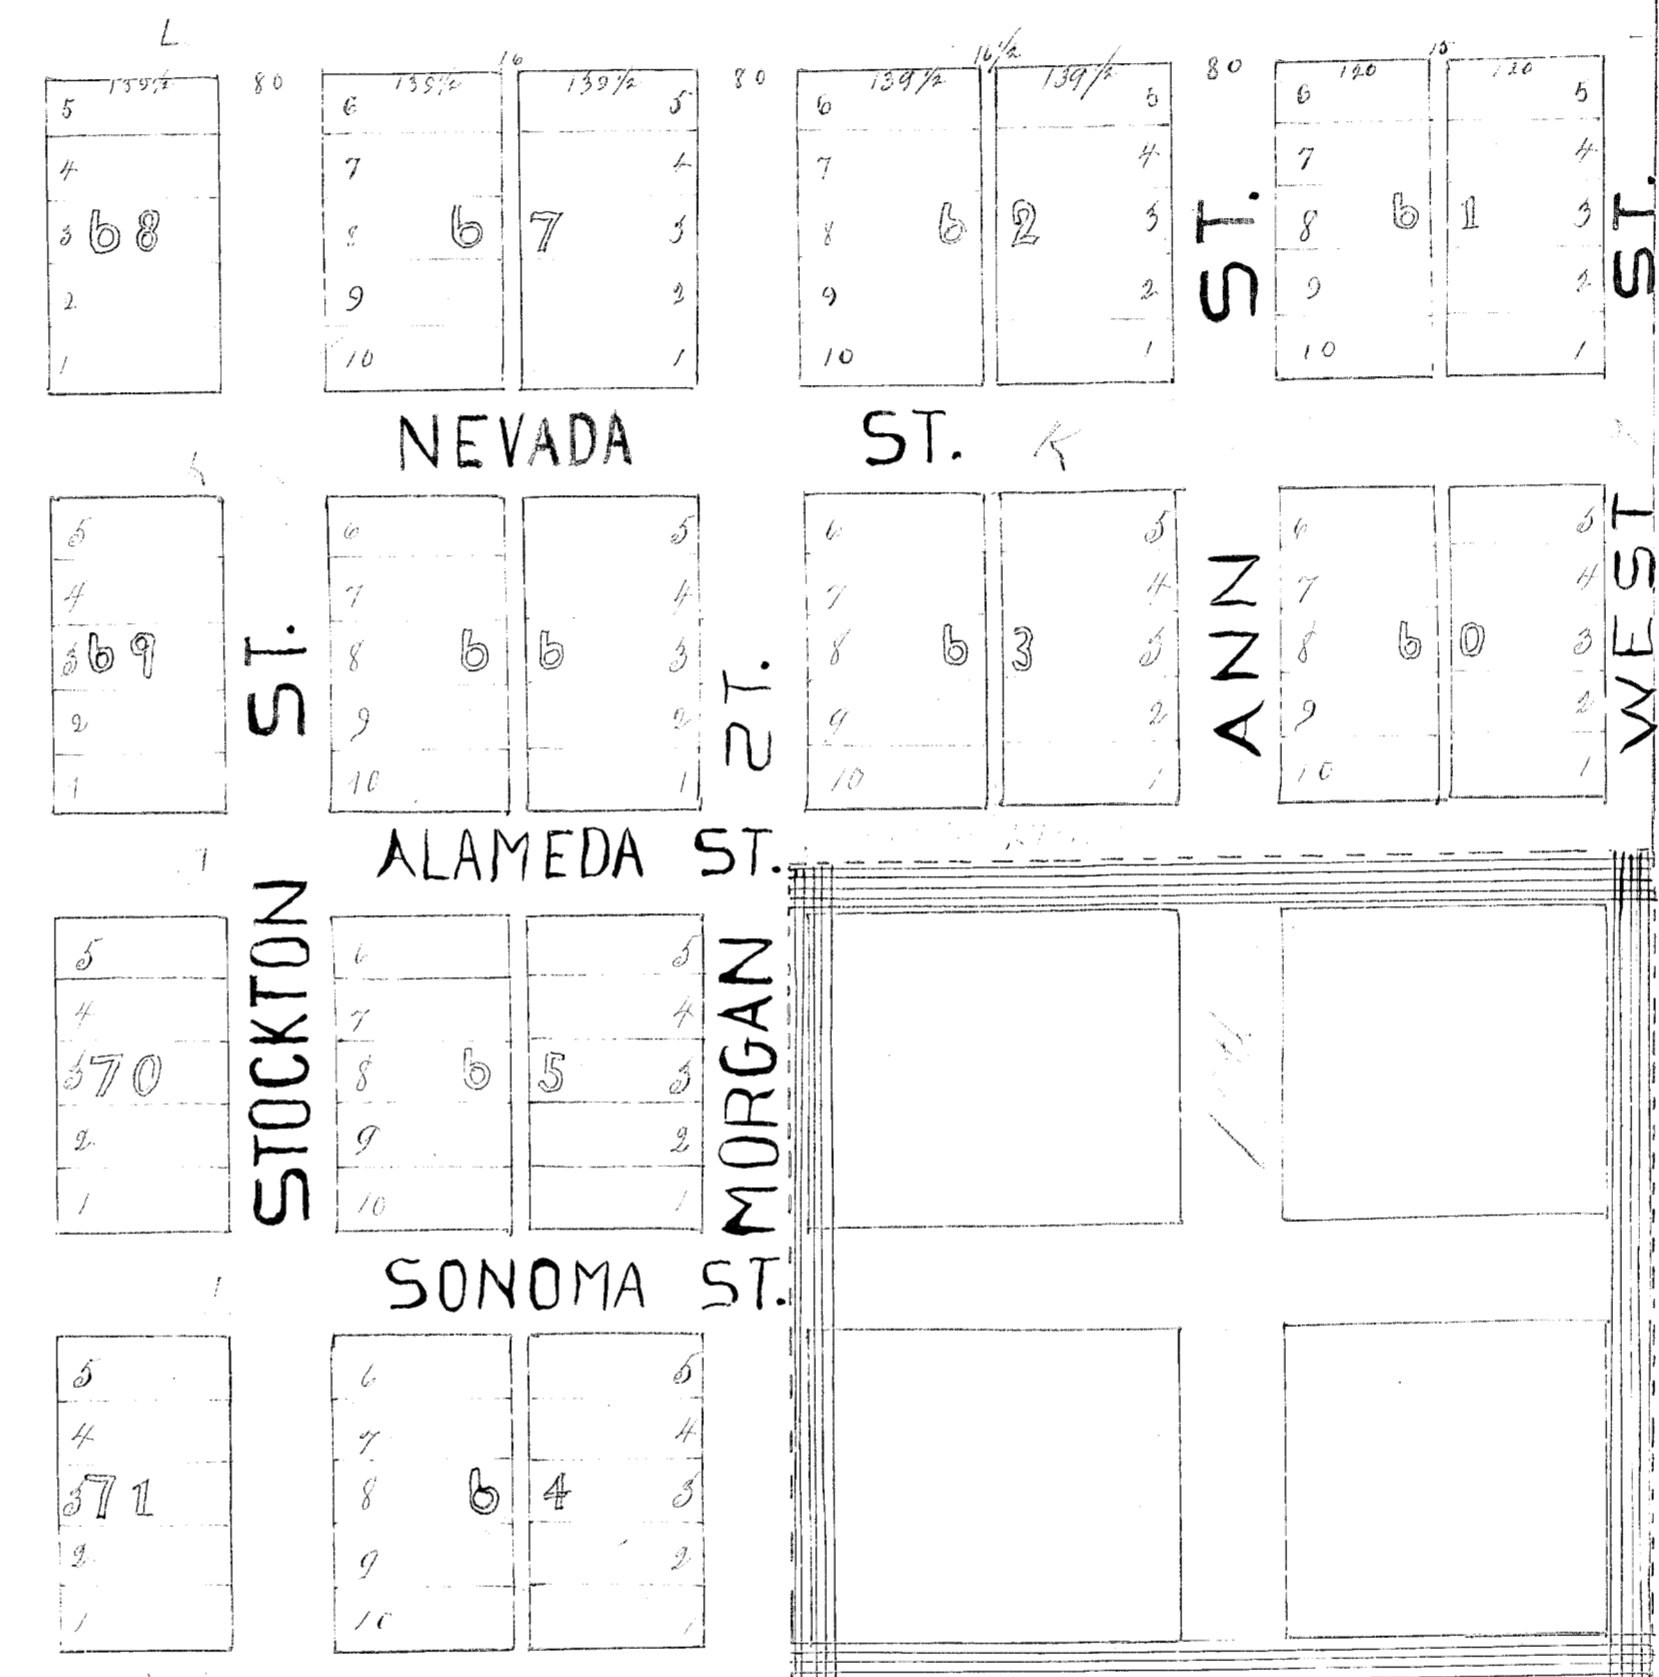 L
139½ 80 139½ 16 139½ 80 139½ 16½ 139½ 80 120 15 120
5 6 5 6 5 6 5
4 7 4 7 4 7 4
3 68 8 67 3 8 62 3 8 61 3
2 9 2 9 2 9 2
1 10 1 10 1 10 1
NEVADA ST. K
5 6 5 6 5 6 5
4 7 4 7 4 7 4
3 69 8 66 3 8 63 3 8 60 3
2 9 2 9 2 9 2
1 10 1 10 1 10 1
ALAMEDA ST.
5 6 5
4 7 4
3 70 8 65 3
2 9 2
1 10 1
SONOMA ST.
5 6 5
4 7 4
3 71 8 64 3
2 9 2
1 10 1
STOCKTON ST.
MORGAN ST.
ANN ST.
WEST ST.